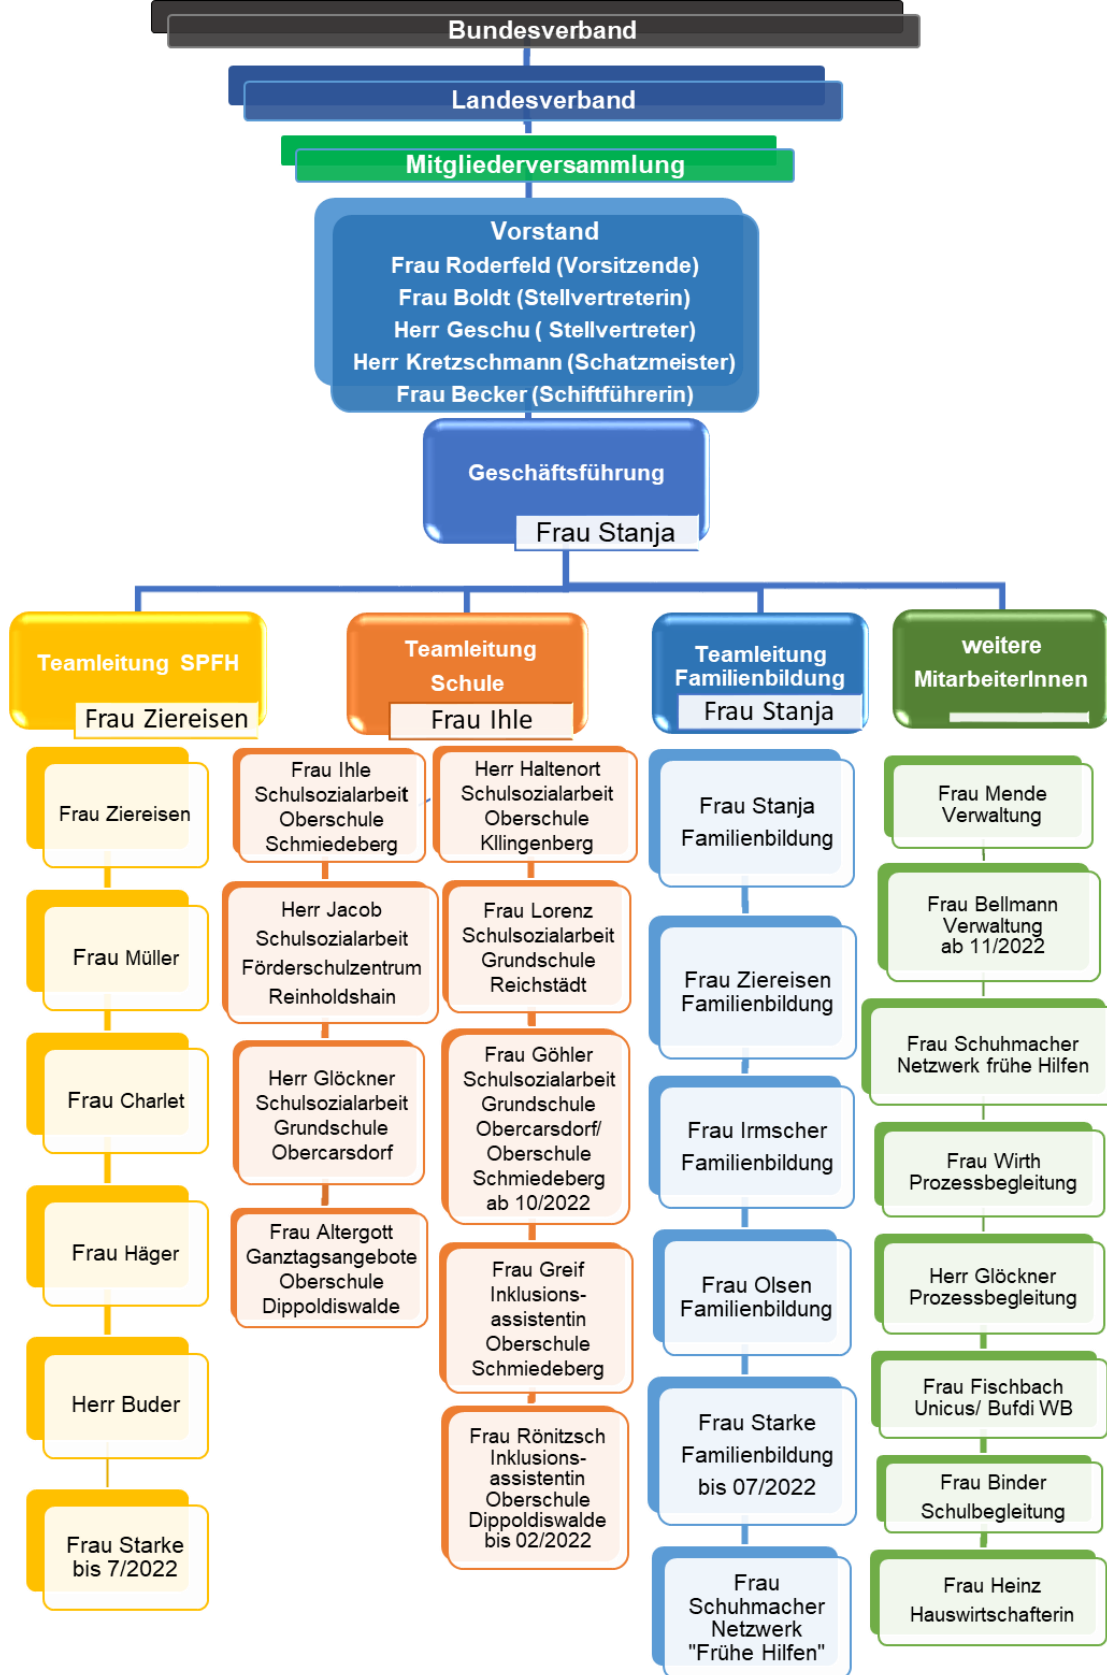 Bundesverband
Landesverband
Mitgliederversammlung
Vorstand
Frau Roderfeld (Vorsitzende)
Frau Boldt (Stellvertreterin)
Herr Geschu ( Stellvertreter)
Herr Kretzschmann (Schatzmeister)
Frau Becker (Schiftführerin)
Geschäftsführung
Frau Stanja
Teamleitung SPFH
Frau Ziereisen
Frau Ziereisen
Frau Müller
Frau Charlet
Frau Häger
Herr Buder
Frau Starke
bis 7/2022
Teamleitung
Schule
Frau Ihle
Frau Ihle
Schulsozialarbeit
Oberschule
Schmiedeberg
Herr Jacob
Schulsozialarbeit
Förderschulzentrum
Reinholdshain
Herr Glöckner
Schulsozialarbeit
Grundschule
Obercarsdorf
Frau Altergott
Ganztagsangebote
Oberschule
Dippoldiswalde
Herr Haltenort
Schulsozialarbeit
Oberschule
Kllingenberg
Frau Lorenz
Schulsozialarbeit
Grundschule
Reichstädt
Frau Göhler
Schulsozialarbeit
Grundschule
Obercarsdorf/
Oberschule
Schmiedeberg
ab 10/2022
Frau Greif
Inklusions-
assistentin
Oberschule
Schmiedeberg
Frau Rönitzsch
Inklusions-
assistentin
Oberschule
Dippoldiswalde
bis 02/2022
Teamleitung
Familienbildung
Frau Stanja
Frau Stanja
Familienbildung
Frau Ziereisen
Familienbildung
Frau Irmscher
Familienbildung
Frau Olsen
Familienbildung
Frau Starke
Familienbildung
bis 07/2022
Frau
Schuhmacher
Netzwerk
"Frühe Hilfen"
weitere
MitarbeiterInnen
Frau Mende
Verwaltung
Frau Bellmann
Verwaltung
ab 11/2022
Frau Schuhmacher
Netzwerk frühe Hilfen
Frau Wirth
Prozessbegleitung
Herr Glöckner
Prozessbegleitung
Frau Fischbach
Unicus/ Bufdi WB
Frau Binder
Schulbegleitung
Frau Heinz
Hauswirtschafterin